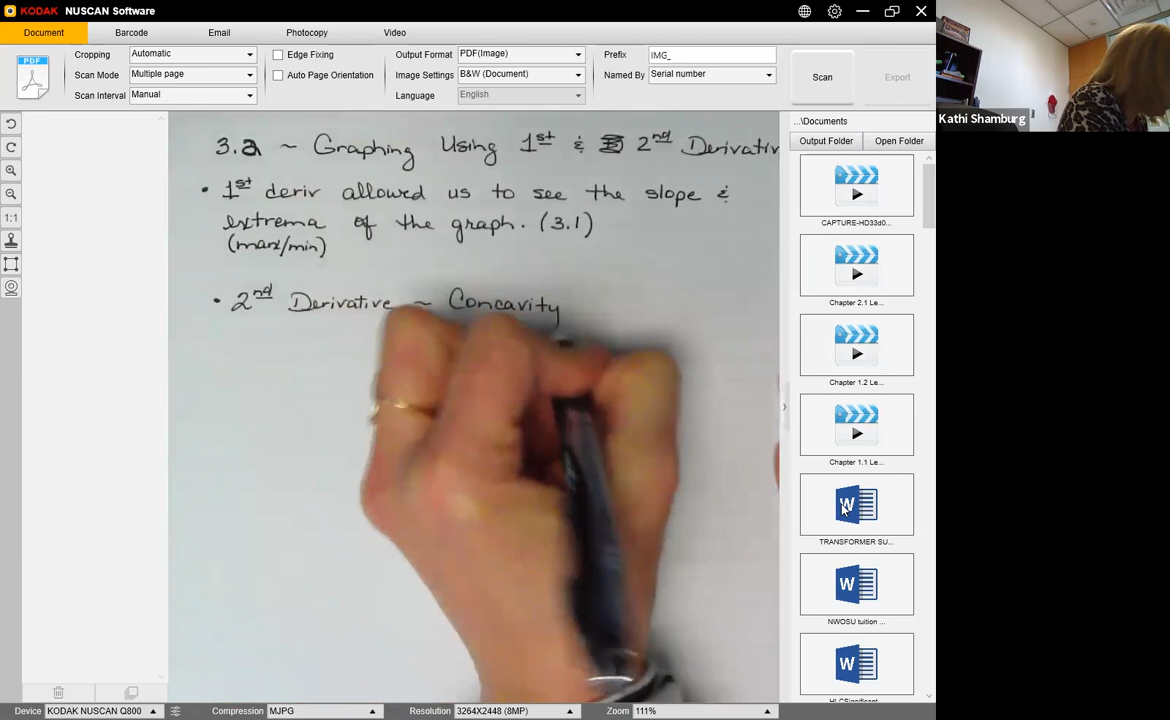 KODAK NUSCAN Software
Document Barcode Email Photocopy Video
PDF
Cropping Automatic
Scan Mode Multiple page
Scan Interval Manual
Edge Fixing
Auto Page Orientation
Output Format PDF(Image)
Image Settings B&W (Document)
Language English
Prefix IMG_
Named By Serial number
Scan
Export
1:1
3.2 ~ Graphing Using 1st & 2nd Derivativ
• 1st deriv allowed us to see the slope &
extrema of the graph. (3.1)
(max/min)
• 2nd Derivative ~ Concavity
...\Documents
Output Folder Open Folder
CAPTURE-HD33d0...
Chapter 2.1 Le...
Chapter 1.2 Le...
Chapter 1.1 Le...
W
TRANSFORMER SU...
W
NWOSU tuition ...
W
Kathi Shamburg
Device KODAK NUSCAN Q800 Compression MJPG Resolution 3264X2448 (8MP) Zoom 111%